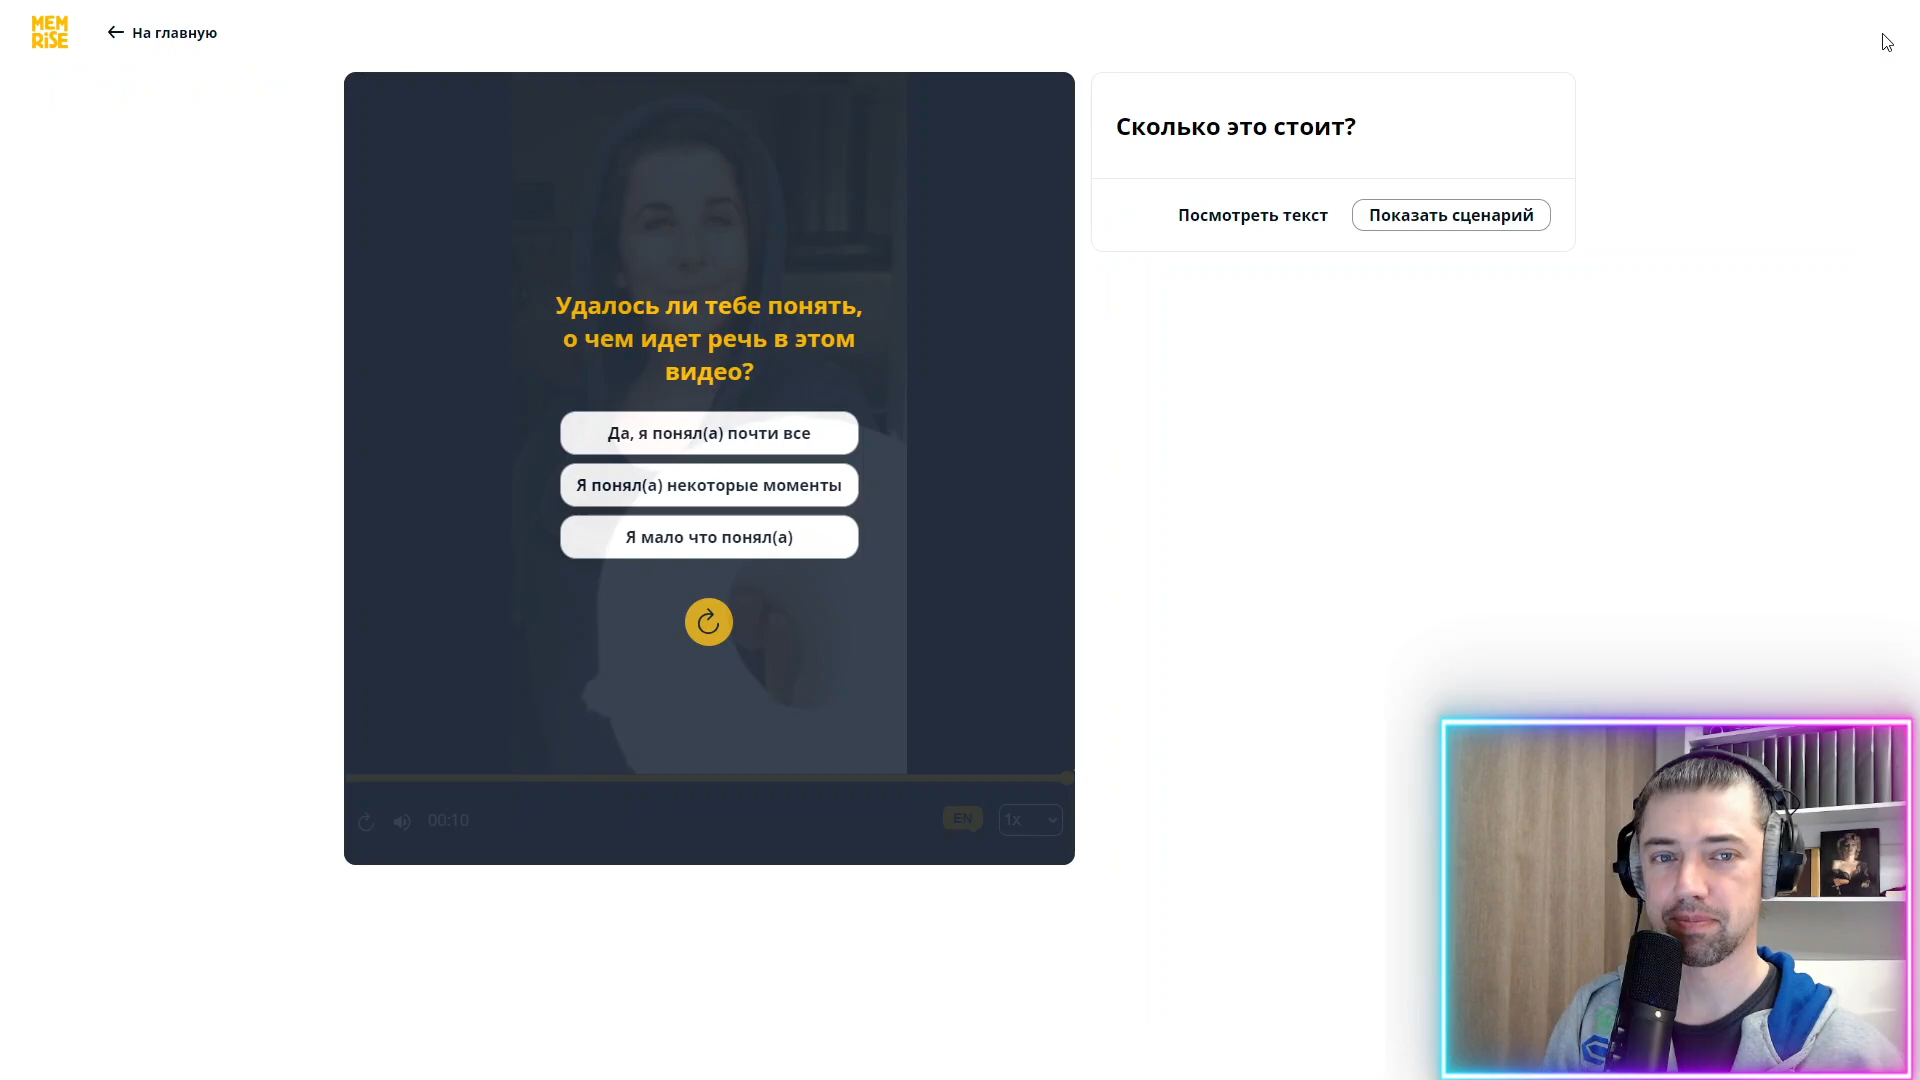 MEM
RiSE
На главную
Сколько это стоит?
Посмотреть текст
Показать сценарий
Удалось ли тебе понять,
о чем идет речь в этом
видео?
Да, я понял(а) почти все
Я понял(а) некоторые моменты
Я мало что понял(а)
00:10
EN
1x